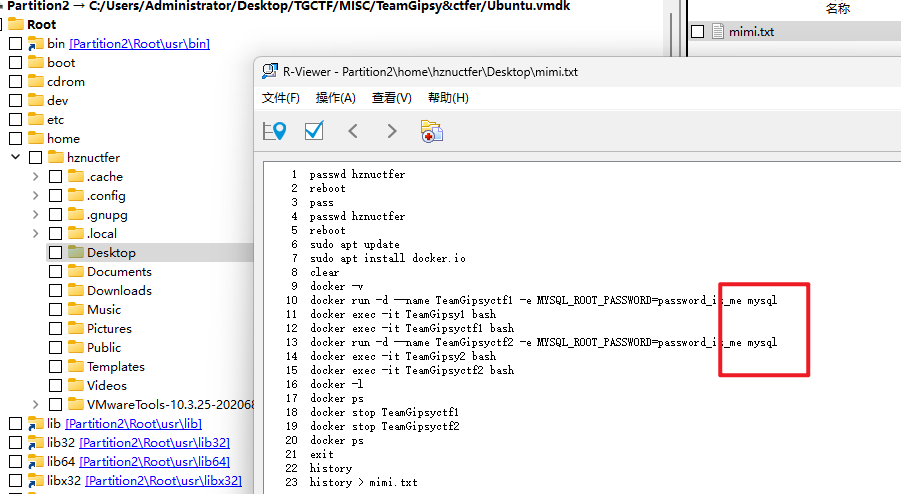 Partition2 -> C:/Users/Administrator/Desktop/TGCTF/MISC/TeamGipsy&ctfer/Ubuntu.vmdk
名称
Root
bin [Partition2\Root\usr\bin]
boot
cdrom
dev
etc
home
hznuctfer
.cache
.config
.gnupg
.local
Desktop
Documents
Downloads
Music
Pictures
Public
Templates
Videos
VMwareTools-10.3.25-20206
lib [Partition2\Root\usr\lib]
lib32 [Partition2\Root\usr\lib32]
lib64 [Partition2\Root\usr\lib64]
libx32 [Partition2\Root\usr\libx32]
mimi.txt
R-Viewer - Partition2\home\hznuctfer\Desktop\mimi.txt
文件(F) 操作(A) 查看(V) 帮助(H)
1 passwd hznuctfer
2 reboot
3 pass
4 passwd hznuctfer
5 reboot
6 sudo apt update
7 sudo apt install docker.io
8 clear
9 docker -v
10 docker run -d --name TeamGipsyctf1 -e MYSQL_ROOT_PASSWORD=password_is_me mysql
11 docker exec -it TeamGipsy1 bash
12 docker exec -it TeamGipsyctf1 bash
13 docker run -d --name TeamGipsyctf2 -e MYSQL_ROOT_PASSWORD=password_is_me mysql
14 docker exec -it TeamGipsy2 bash
15 docker exec -it TeamGipsyctf2 bash
16 docker -l
17 docker ps
18 docker stop TeamGipsyctf1
19 docker stop TeamGipsyctf2
20 docker ps
21 exit
22 history
23 history > mimi.txt